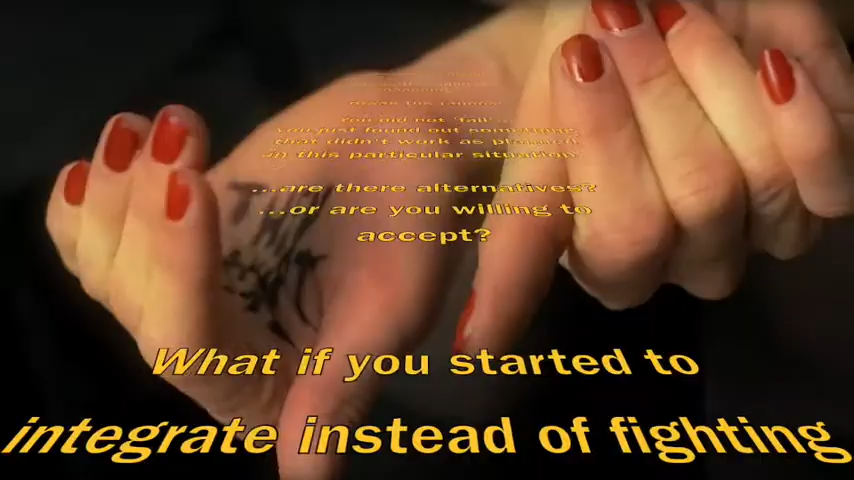 You did not 'fail'...
you just found out something
that didn't work as planned
in this particular situation
...are there alternatives?
...or are you willing to
accept?
What if you started to
integrate instead of fighting